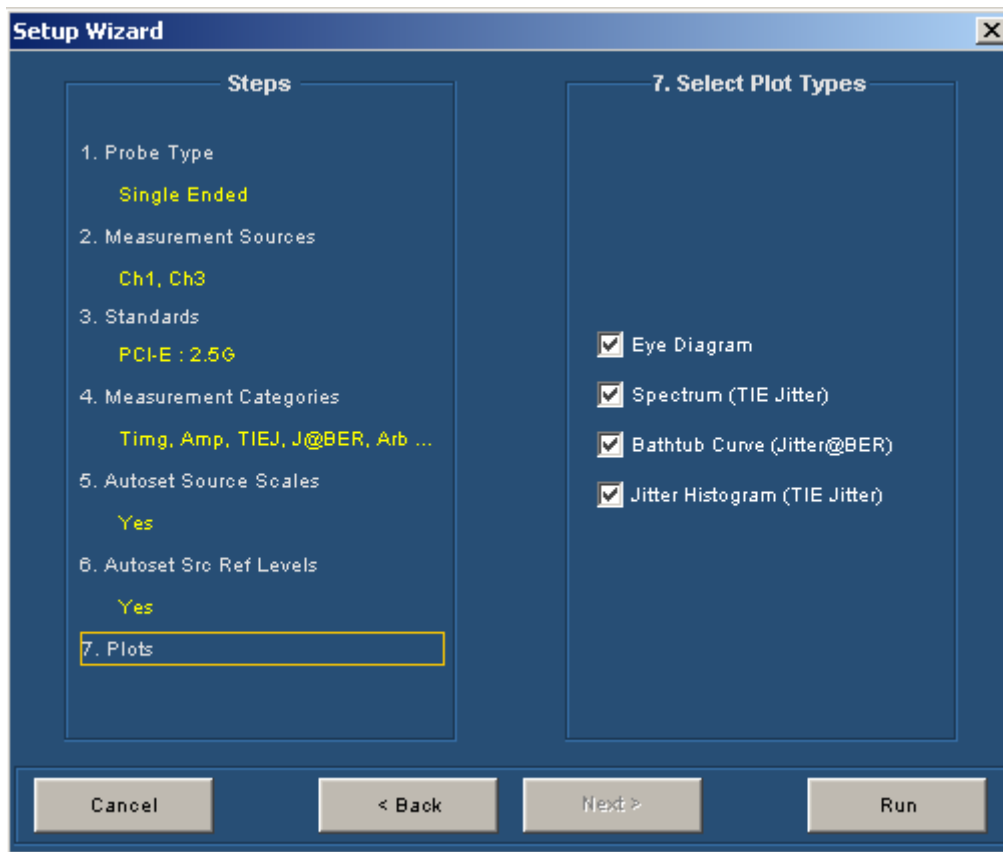 Setup Wizard
Steps
1. Probe Type
Single Ended
2. Measurement Sources
Ch1, Ch3
3. Standards
PCI-E : 2.5G
4. Measurement Categories
Timg, Amp, TIEJ, J@BER, Arb ...
5. Autoset Source Scales
Yes
6. Autoset Src Ref Levels
Yes
7. Plots
7. Select Plot Types
Eye Diagram
Spectrum (TIE Jitter)
Bathtub Curve (Jitter@BER)
Jitter Histogram (TIE Jitter)
Cancel
< Back
Next >
Run